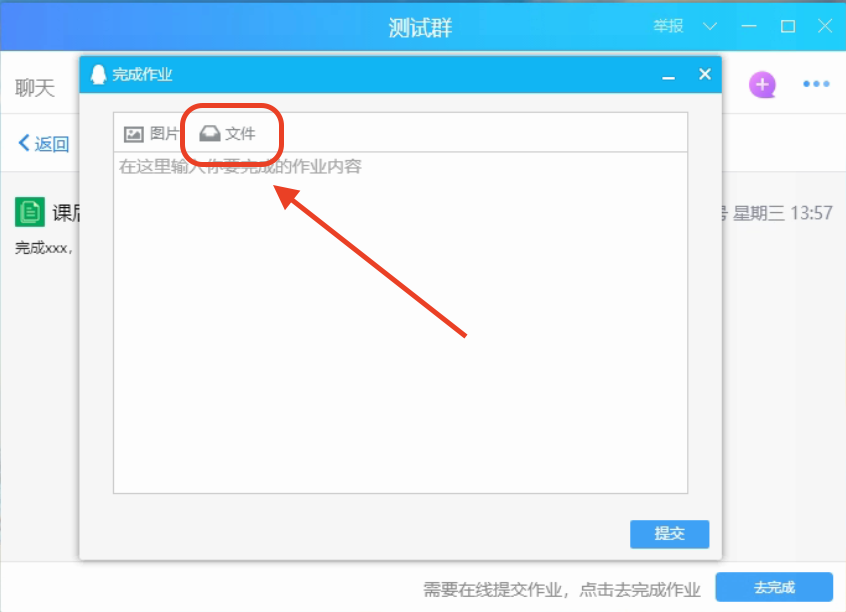 测试群
举报
聊天
完成作业
返回
图片 文件
在这里输入你要完成的作业内容
星期三 13:57
完成xxx,
提交
需要在线提交作业，点击去完成作业
去完成